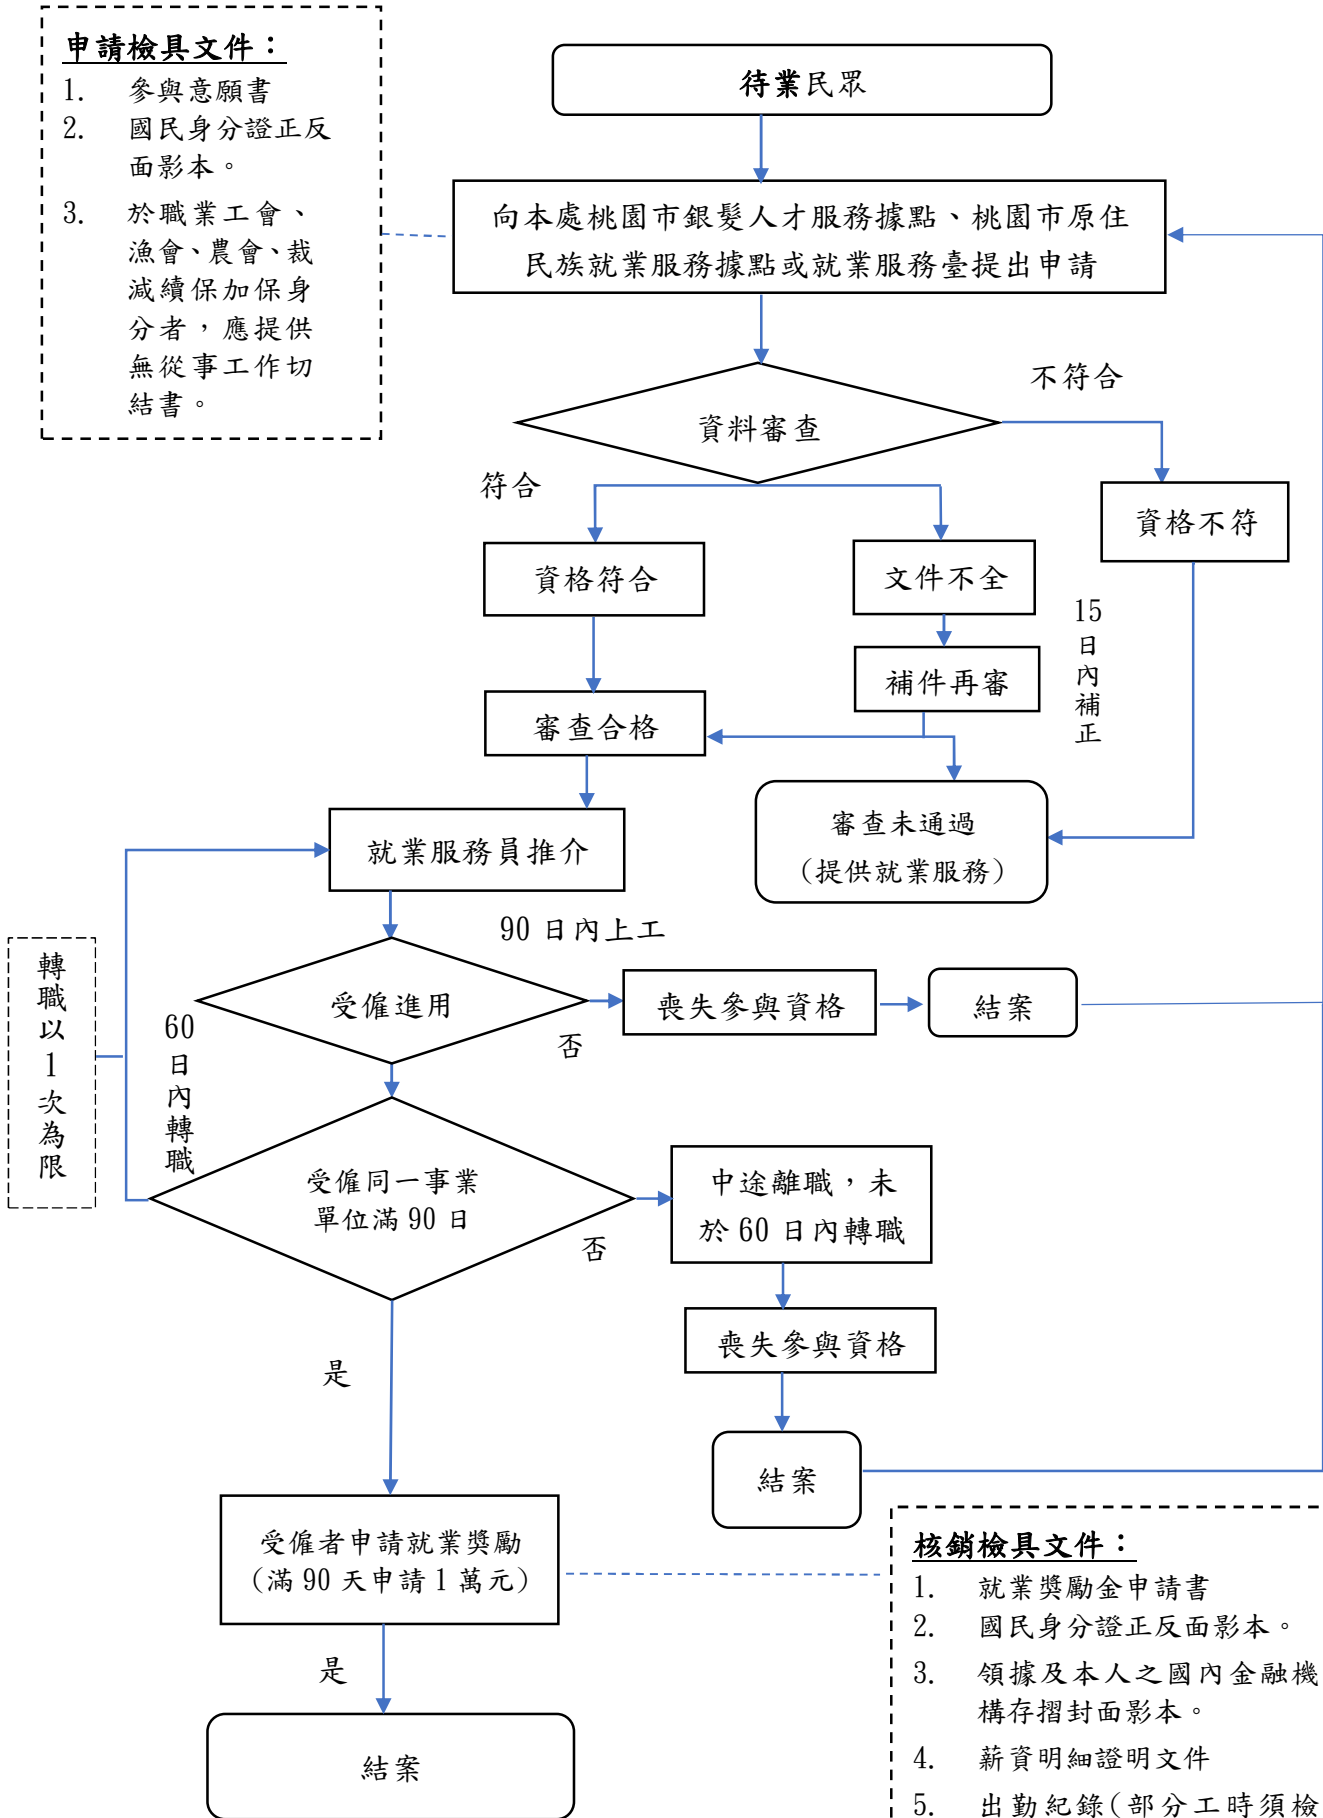 申請檢具文件：
1. 參與意願書
2. 國民身分證正反
面影本。
3. 於職業工會、
漁會、農會、裁
減續保加保身
分者，應提供
無從事工作切
結書。
待業民眾
向本處桃園市銀髮人才服務據點、桃園市原住
民族就業服務據點或就業服務臺提出申請
資料審查
不符合
符合
資格符合
文件不全
資格不符
15
日
內
補
正
補件再審
審查合格
審查未通過
(提供就業服務)
就業服務員推介
90 日內上工
受僱進用
否
喪失參與資格
結案
轉
職
以
1
次
為
限
60
日
內
轉
職
受僱同一事業
單位滿 90 日
否
中途離職，未
於 60 日內轉職
喪失參與資格
結案
是
受僱者申請就業獎勵
(滿 90 天申請 1 萬元)
是
結案
核銷檢具文件：
1. 就業獎勵金申請書
2. 國民身分證正反面影本。
3. 領據及本人之國內金融機
構存摺封面影本。
4. 薪資明細證明文件
5. 出勤紀錄(部分工時須檢